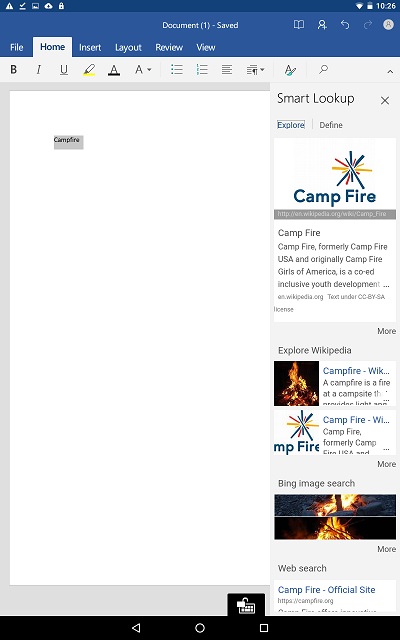 10:26
Document (1) - Saved
File Home Insert Layout Review View
B I U A A
Campfire
Smart Lookup
Explore Define
Camp Fire
http://en.wikipedia.org/wiki/Camp_Fire
Camp Fire
Camp Fire, formerly Camp Fire
USA and originally Camp Fire
Girls of America, is a co-ed
inclusive youth development ...
en.wikipedia.org Text under CC-BY-SA
license
More
Explore Wikipedia
Campfire - Wik...
A campfire is a fire
at a campsite th...
provides light and
Camp Fire - Wi...
Camp Fire,
formerly Camp
Fire USA and ...
mp Fire
More
Bing image search
More
Web search
Camp Fire - Official Site
https://campfire.org
Camp Fire offers innovative